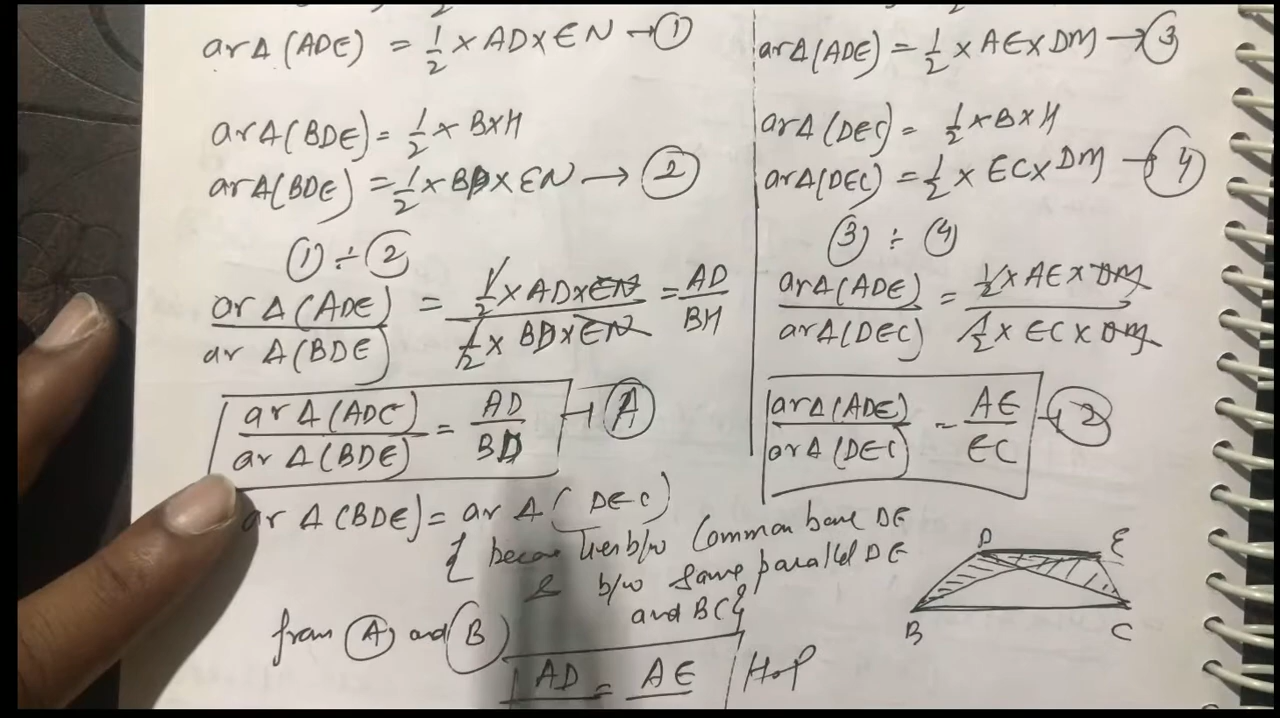 ar Δ (ADE) = 1/2 × AD × EN → ①
ar Δ (BDE) = 1/2 × B×H
ar Δ (BDE) = 1/2 × BD × EN → ②
① ÷ ②
ar Δ (ADE) / ar Δ (BDE) = 1/2 × AD × EN / 1/2 × BD × EN = AD / BH
ar Δ (ADE) / ar Δ (BDE) = AD / BD → Ⓐ
ar Δ (ADE) = 1/2 × AE × DM → ③
ar Δ (DEC) = 1/2 × B×H
ar Δ (DEC) = 1/2 × EC × DM → ④
③ ÷ ④
ar Δ (ADE) / ar Δ (DEC) = 1/2 × AE × DM / 1/2 × EC × DM
ar Δ (ADE) / ar Δ (DEC) = AE / EC → ②
ar Δ (BDE) = ar Δ (DEC)
{ b/w Common base DE
& b/w same parallel DE
and BC}
from Ⓐ and Ⓑ
AD = AE
D E
B C